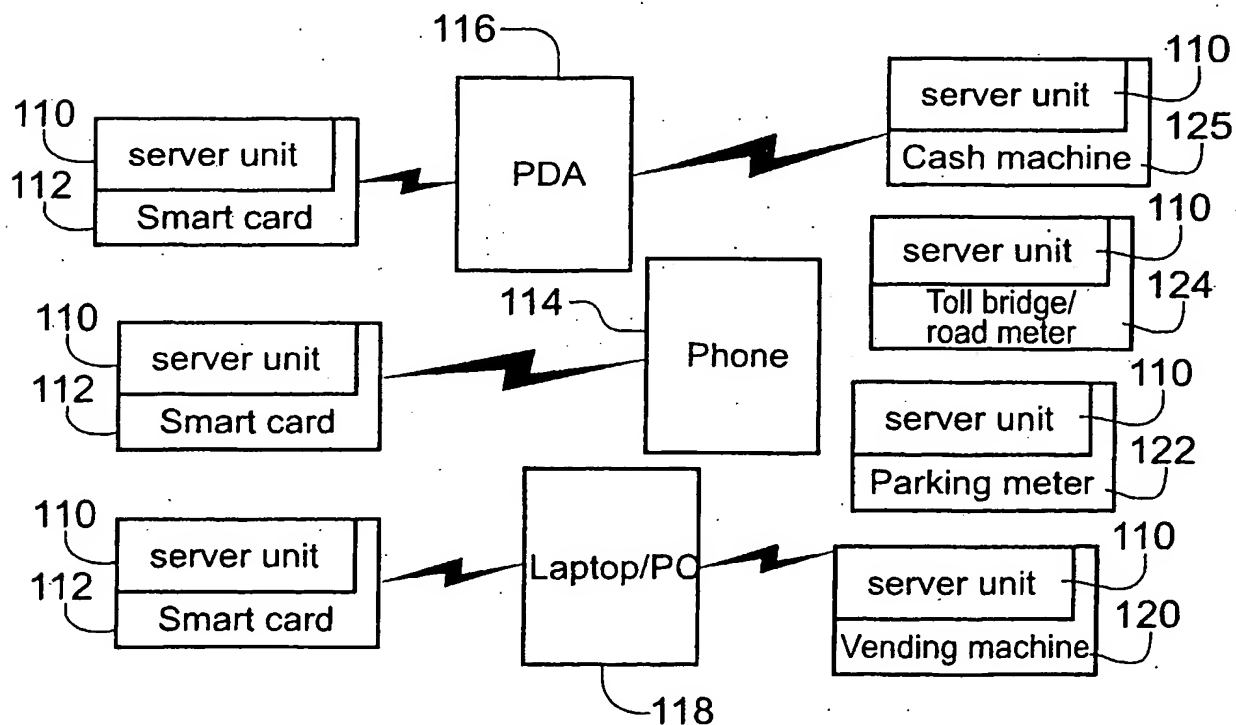 116
110
server unit
112
Smart card
PDA
110
server unit
125
Cash machine
110
server unit
124
Toll bridge/
road meter
110
server unit
112
Smart card
114
Phone
110
server unit
122
Parking meter
110
server unit
112
Smart card
Laptop/PC
118
110
server unit
120
Vending machine